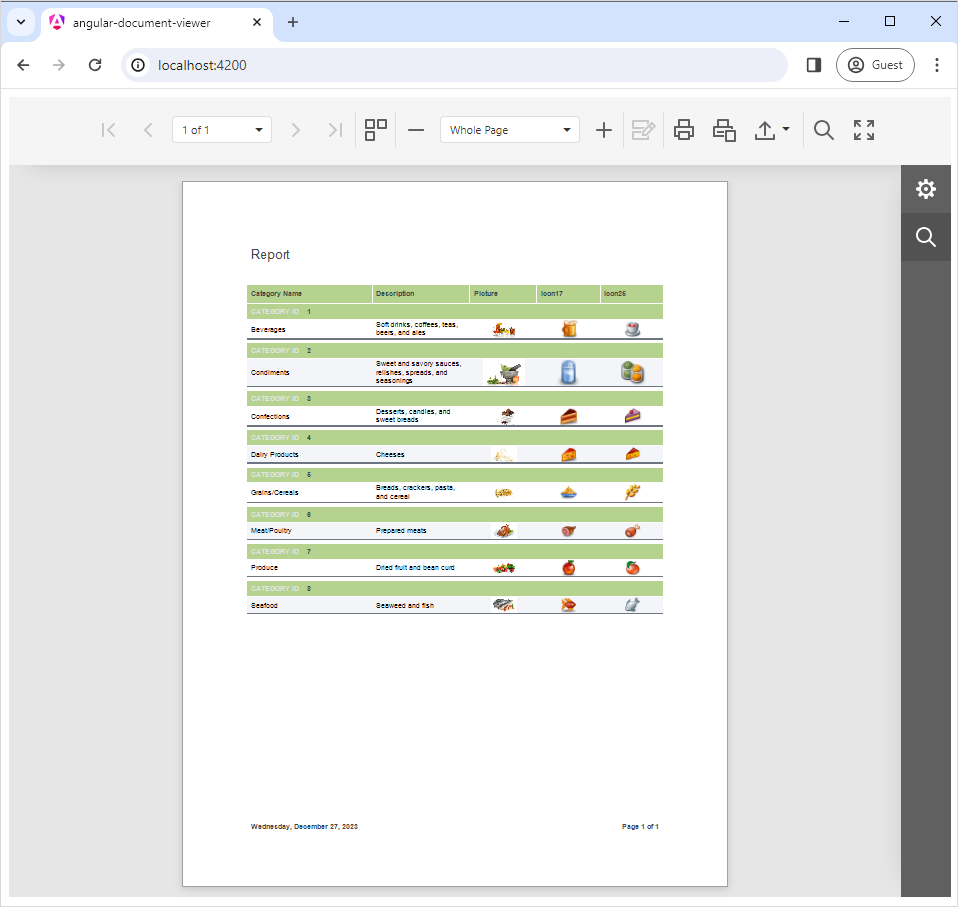 angular-document-viewer
localhost:4200
Guest
1 of 1
Whole Page
Report
Category Name Description Picture Icon17 Icon25
CATEGORY ID 1
Beverages Soft drinks, coffees, teas,
beers, and ales
CATEGORY ID 2
Condiments Sweet and savory sauces,
relishes, spreads, and
seasonings
CATEGORY ID 3
Confections Desserts, candies, and
sweet breads
CATEGORY ID 4
Dairy Products Cheeses
CATEGORY ID 5
Grains/Cereals Breads, crackers, pasta,
and cereal
CATEGORY ID 6
Meat/Poultry Prepared meats
CATEGORY ID 7
Produce Dried fruit and bean curd
CATEGORY ID 8
Seafood Seaweed and fish
Wednesday, December 27, 2023 Page 1 of 1